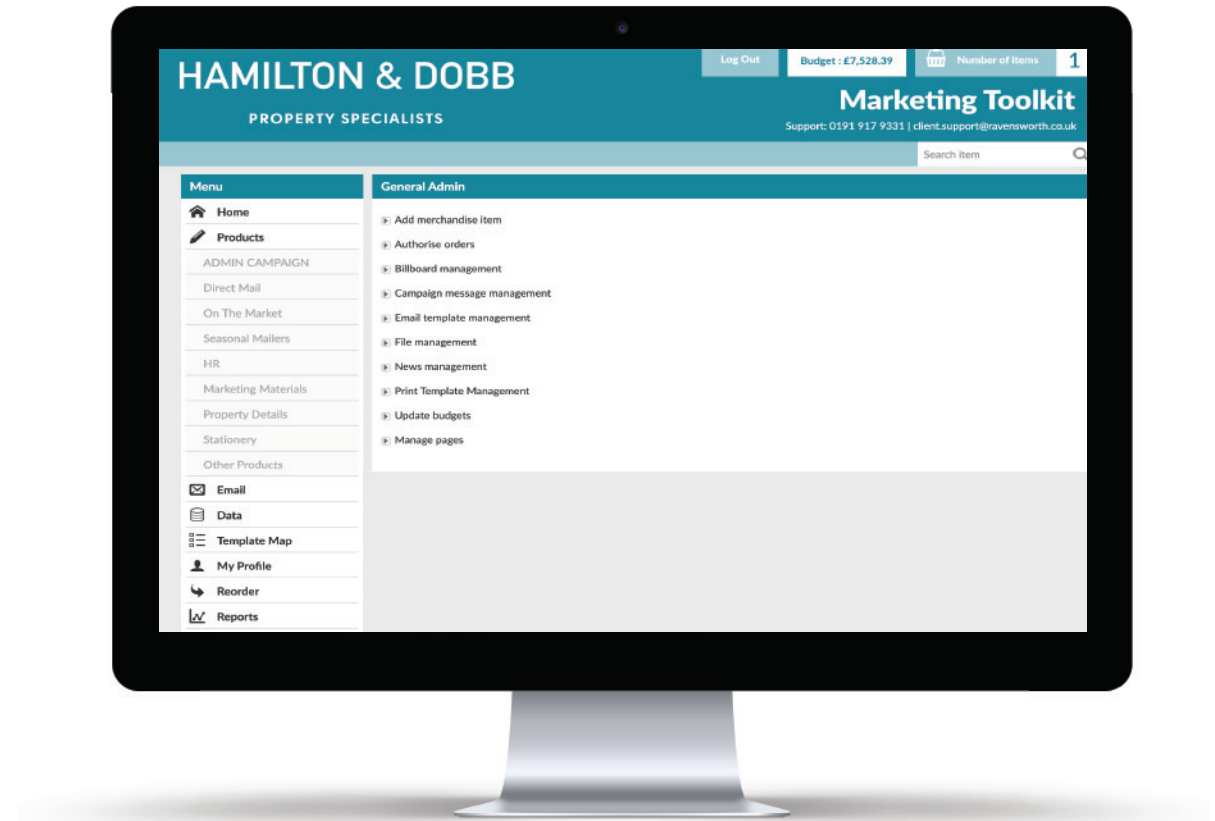 HAMILTON & DOBB
PROPERTY SPECIALISTS
Log Out
Budget : £7,528.39
Number of items 1
Marketing Toolkit
Support: 0191 917 9331 | client.support@ravensworth.co.uk
Search item
Menu
Home
Products
ADMIN CAMPAIGN
Direct Mail
On The Market
Seasonal Mailers
HR
Marketing Materials
Property Details
Stationery
Other Products
Email
Data
Template Map
My Profile
Reorder
Reports
General Admin
Add merchandise item
Authorise orders
Billboard management
Campaign message management
Email template management
File management
News management
Print Template Management
Update budgets
Manage pages